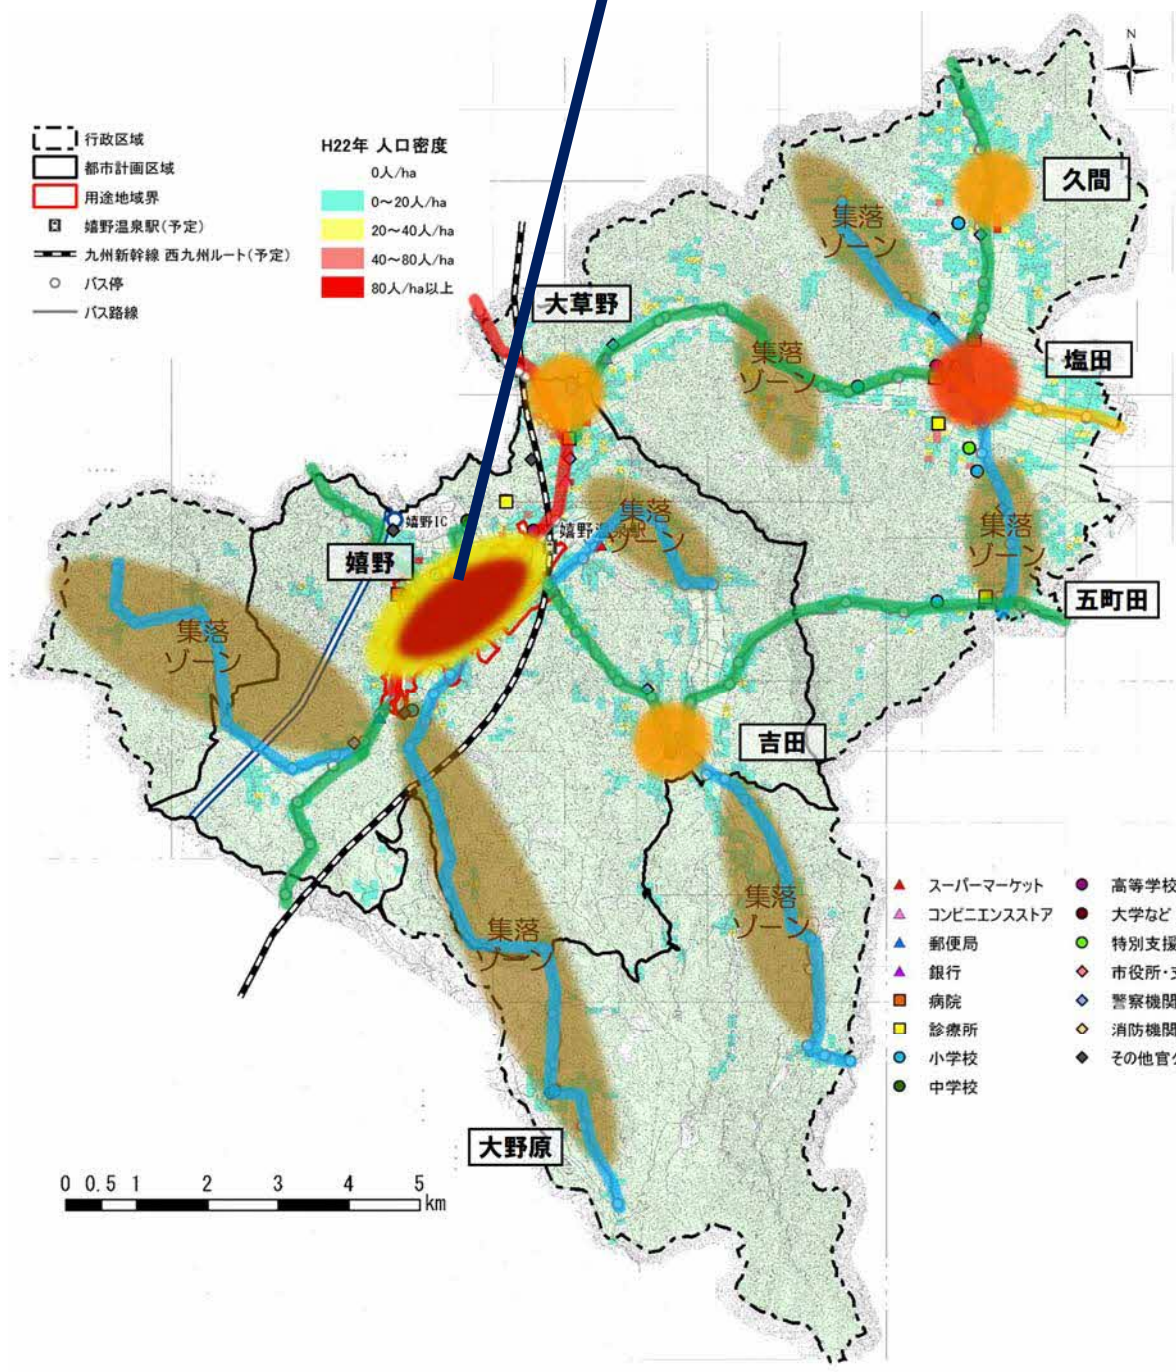 N
行政区域
都市計画区域
用途地域界
嬉野温泉駅(予定)
九州新幹線 西九州ルート(予定)
バス停
バス路線
H22年 人口密度
0人/ha
0～20人/ha
20～40人/ha
40～80人/ha
80人/ha以上
久間
集落
ゾーン
大草野
集落
ゾーン
塩田
嬉野IC
嬉野温
集落
ゾーン
集落
ゾーン
嬉野
五町田
集落
ゾーン
吉田
集落
ゾーン
集落
ゾーン
大野原
スーパーマーケット
コンビニエンスストア
郵便局
銀行
病院
診療所
小学校
中学校
高等学校
大学など
特別支援
市役所・支
警察機関
消防機関
その他官
0 0.5 1 2 3 4 5
km